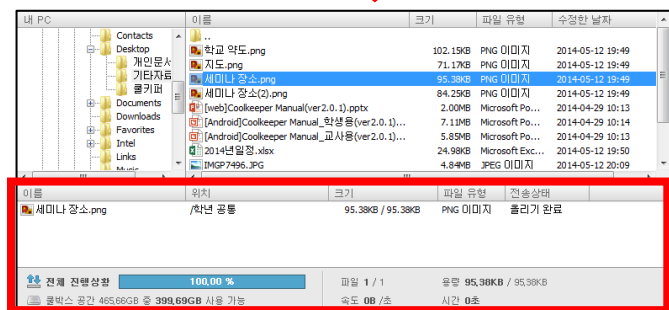 내 PC 이름 크기 파일 유형 수정한 날짜
Contacts ..
Desktop 학교 약도.png 102.15KB PNG 이미지 2014-05-12 19:49
개인문서 지도.png 71.17KB PNG 이미지 2014-05-12 19:49
기타자료 세미나 장소.png 95.38KB PNG 이미지 2014-05-12 19:49
쿨키퍼 세미나 장소(2).png 84.25KB PNG 이미지 2014-05-12 19:49
Documents [web]Coolkeeper Manual(ver2.0.1).pptx 2.00MB Microsoft Po... 2014-04-29 10:13
Downloads [Android]Coolkeeper Manual_학생용(ver2.0.1)... 7.11MB Microsoft Po... 2014-04-29 10:14
Favorites [Android]Coolkeeper Manual_교사용(ver2.0.1)... 5.85MB Microsoft Po... 2014-04-29 10:13
Intel 2014년일정.xlsx 24.98KB Microsoft Exc... 2014-05-12 19:50
Links IMGP7496.JPG 4.84MB JPEG 이미지 2014-05-12 20:09
Music
이름 위치 크기 파일 유형 전송상태
세미나 장소.png /학년 공통 95.38KB / 95.38KB PNG 이미지 올리기 완료
전체 진행상황 100,00 % 파일 1 / 1 용량 95,38KB / 95,38KB
쿨박스 공간 465,66GB 중 399,69GB 사용 가능 속도 0B /초 시간 0초